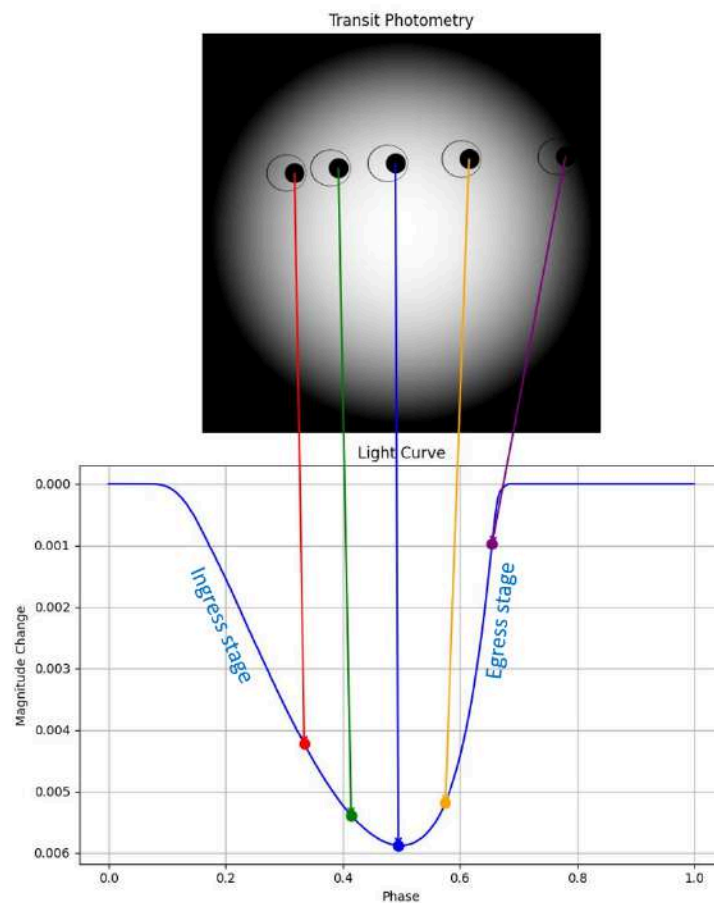 Transit Photometry
Light Curve
0.000
0.001
0.002
0.003
0.004
0.005
0.006
Magnitude Change
Ingress stage
Egress stage
0.0 0.2 0.4 0.6 0.8 1.0
Phase